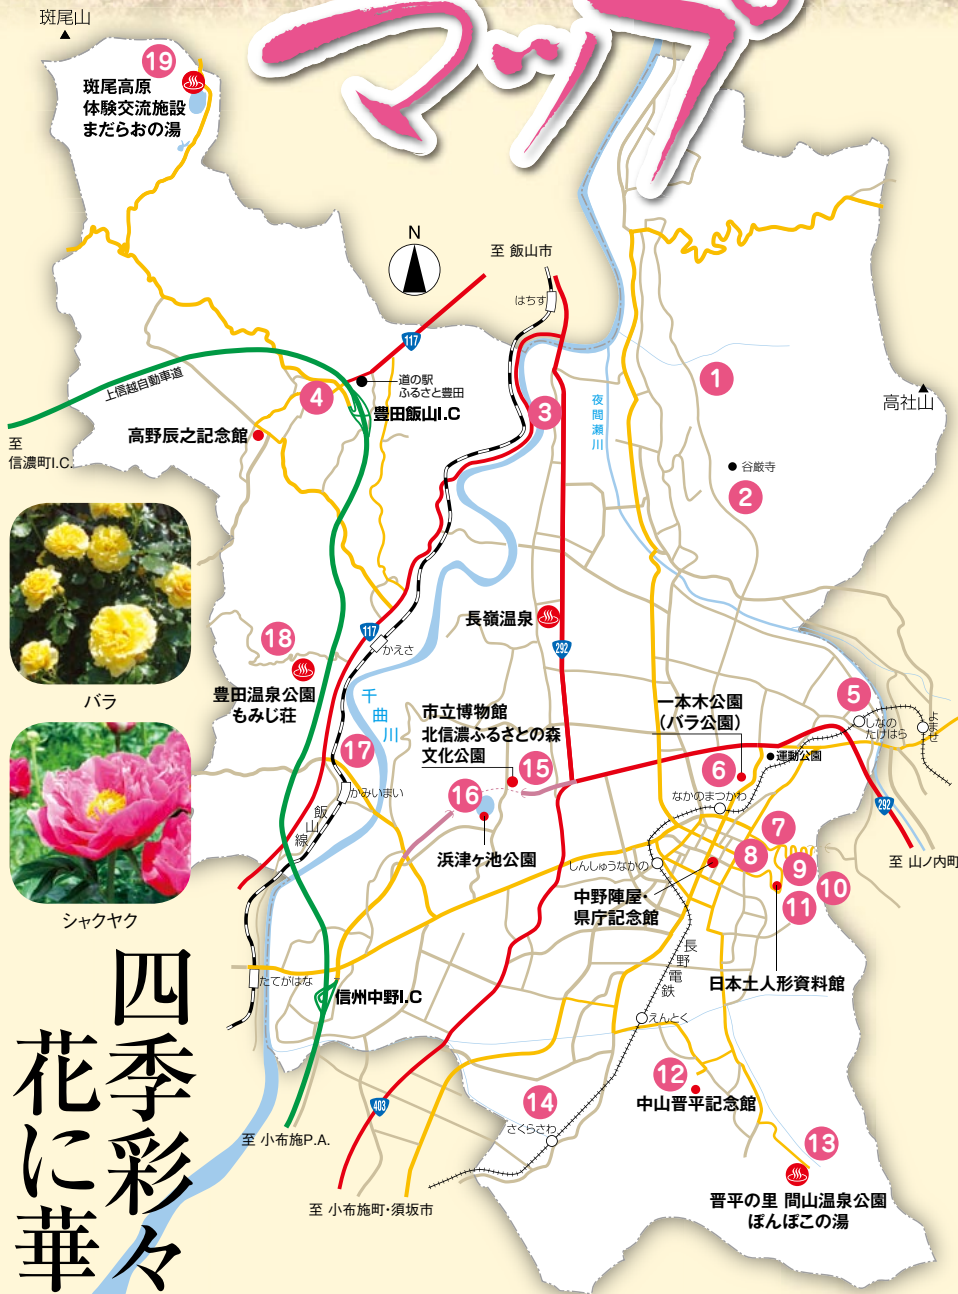 マップ
斑尾山
19
斑尾高原
体験交流施設
まだらおの湯
N
至 飯山市
はちす
117
道の駅
ふるさと豊田
上信越自動車道
4
豊田飯山I.C
3
夜間瀬川
1
高社山
高野辰之記念館
至
信濃町I.C.
谷厳寺
2
バラ
長嶺温泉
117
かえさ
292
18
豊田温泉公園
もみじ荘
千曲川
市立博物館
北信濃ふるさとの森
文化公園
一本木公園
(バラ公園)
5
しなの
たけはら
よませ
運動公園
17
15
6
かみいまい
16
なかのまつかわ
292
飯山線
7
浜津ヶ池公園
しんしゅうなかの
8
9
至 山ノ内町
10
中野陣屋・
県庁記念館
11
シャクヤク
長野電鉄
日本土人形資料館
たてがはな
信州中野I.C
えんとく
12
中山晋平記念館
403
14
さくらさわ
至 小布施P.A.
13
至 小布施町・須坂市
晋平の里 間山温泉公園
ぽんぽこの湯
四季彩々
花に華